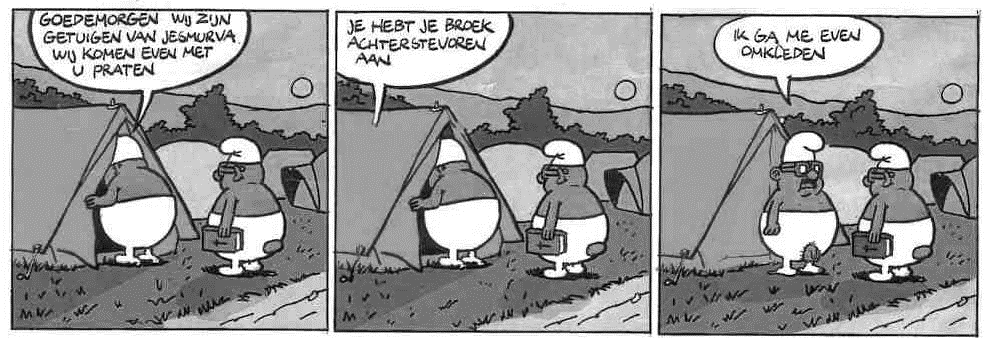 GOEDEMORGEN WIJ ZIJN
GETUIGEN VAN JESMURVA
WIJ KOMEN EVEN MET
U PRATEN
JE HEBT JE BROEK
ACHTERSTEVOREN
AAN
IK GA ME EVEN
OMKLEDEN